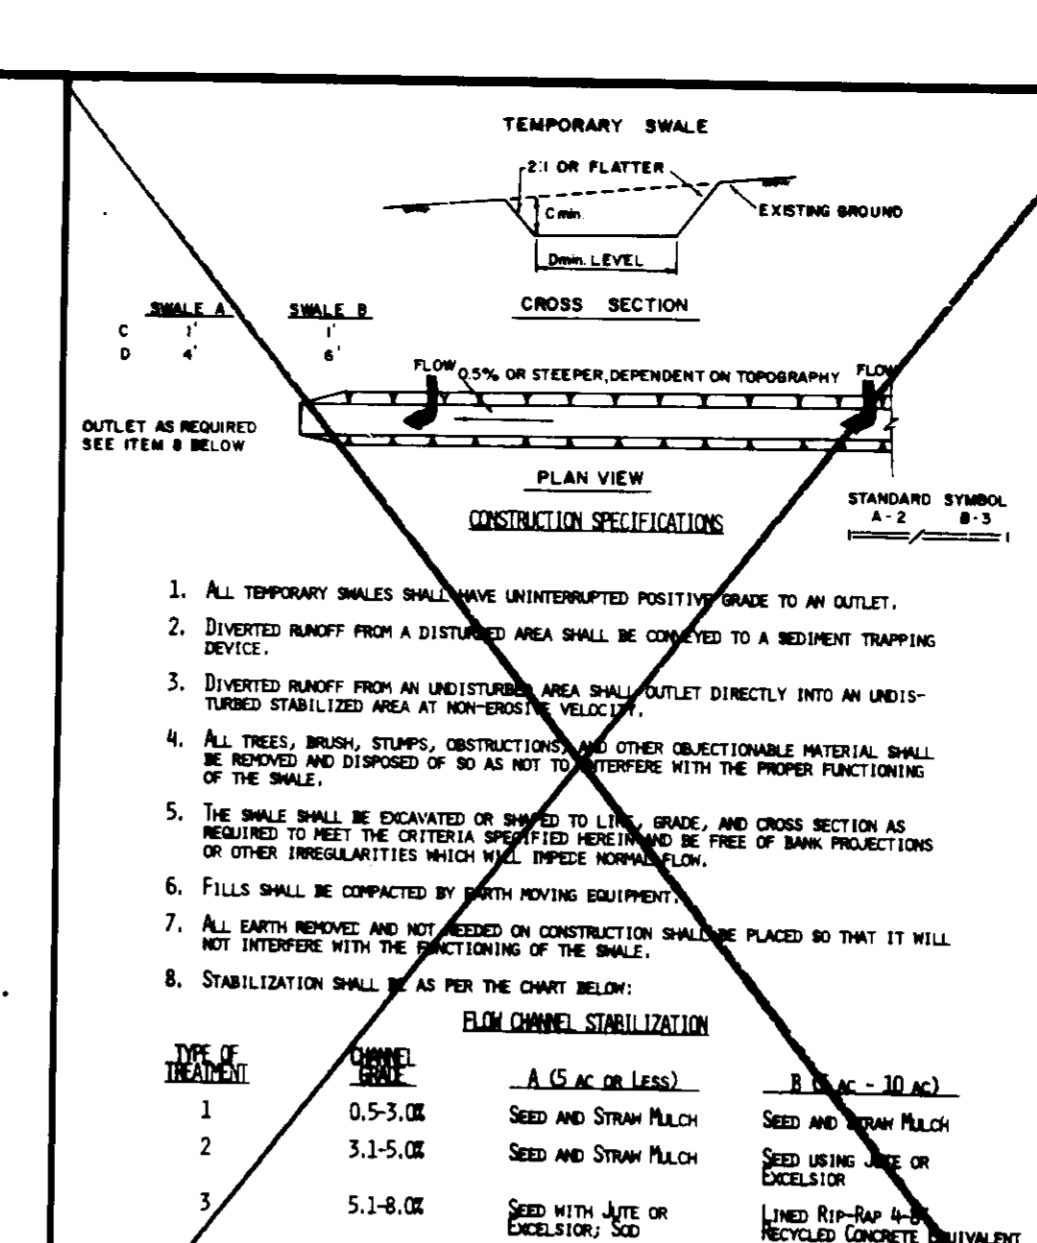 TEMPORARY SWALE
2:1 OR FLATTER
C min.
EXISTING GROUND
Dmin. LEVEL
CROSS SECTION
SWALE A SWALE B
C 1' 1'
D 4' 6'
FLOW 0.5% OR STEEPER, DEPENDENT ON TOPOGRAPHY FLOW
OUTLET AS REQUIRED
SEE ITEM 8 BELOW
PLAN VIEW
STANDARD SYMBOL
A-2 B-3
CONSTRUCTION SPECIFICATIONS
1. ALL TEMPORARY SWALES SHALL HAVE UNINTERRUPTED POSITIVE GRADE TO AN OUTLET.
2. DIVERTED RUNOFF FROM A DISTURBED AREA SHALL BE CONVEYED TO A SEDIMENT TRAPPING
DEVICE.
3. DIVERTED RUNOFF FROM AN UNDISTURBED AREA SHALL OUTLET DIRECTLY INTO AN UNDIS-
TURBED STABILIZED AREA AT NON-EROSIVE VELOCITY.
4. ALL TREES, BRUSH, STUMPS, OBSTRUCTIONS, AND OTHER OBJECTIONABLE MATERIAL SHALL
BE REMOVED AND DISPOSED OF SO AS NOT TO INTERFERE WITH THE PROPER FUNCTIONING
OF THE SWALE.
5. THE SWALE SHALL BE EXCAVATED OR SHAPED TO LINE, GRADE, AND CROSS SECTION AS
REQUIRED TO MEET THE CRITERIA SPECIFIED HEREIN AND BE FREE OF BANK PROJECTIONS
OR OTHER IRREGULARITIES WHICH WILL IMPEDE NORMAL FLOW.
6. FILLS SHALL BE COMPACTED BY EARTH MOVING EQUIPMENT.
7. ALL EARTH REMOVED AND NOT NEEDED ON CONSTRUCTION SHALL BE PLACED SO THAT IT WILL
NOT INTERFERE WITH THE FUNCTIONING OF THE SWALE.
8. STABILIZATION SHALL BE AS PER THE CHART BELOW:
FLOW CHANNEL STABILIZATION
TYPE OF CHANNEL
TREATMENT GRADE A (5 AC OR LESS) B (5 AC - 10 AC)
1 0.5-3.0% SEED AND STRAW MULCH SEED AND STRAW MULCH
2 3.1-5.0% SEED AND STRAW MULCH SEED USING JUTE OR
EXCELSIOR
3 5.1-8.0% SEED WITH JUTE OR LINED RIP-RAP 4-8"
EXCELSIOR; SOD RECYCLED CONCRETE EQUIVALENT